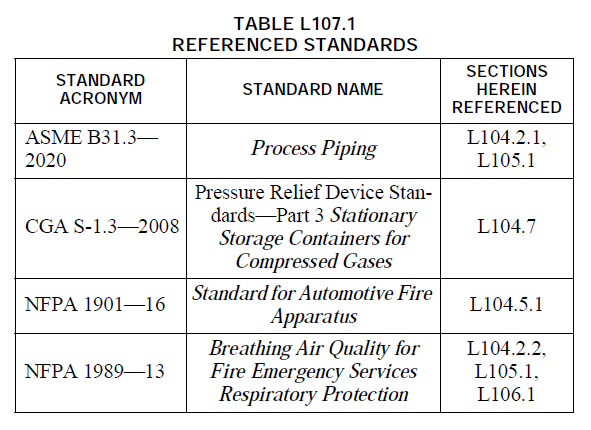 TABLE L107.1
REFERENCED STANDARDS
STANDARD
ACRONYM
STANDARD NAME
SECTIONS
HEREIN
REFERENCED
ASME B31.3—
2020
Process Piping
L104.2.1,
L105.1
CGA S-1.3—2008
Pressure Relief Device Stan-
dards—Part 3 Stationary
Storage Containers for
Compressed Gases
L104.7
NFPA 1901—16
Standard for Automotive Fire
Apparatus
L104.5.1
NFPA 1989—13
Breathing Air Quality for
Fire Emergency Services
Respiratory Protection
L104.2.2,
L105.1,
L106.1